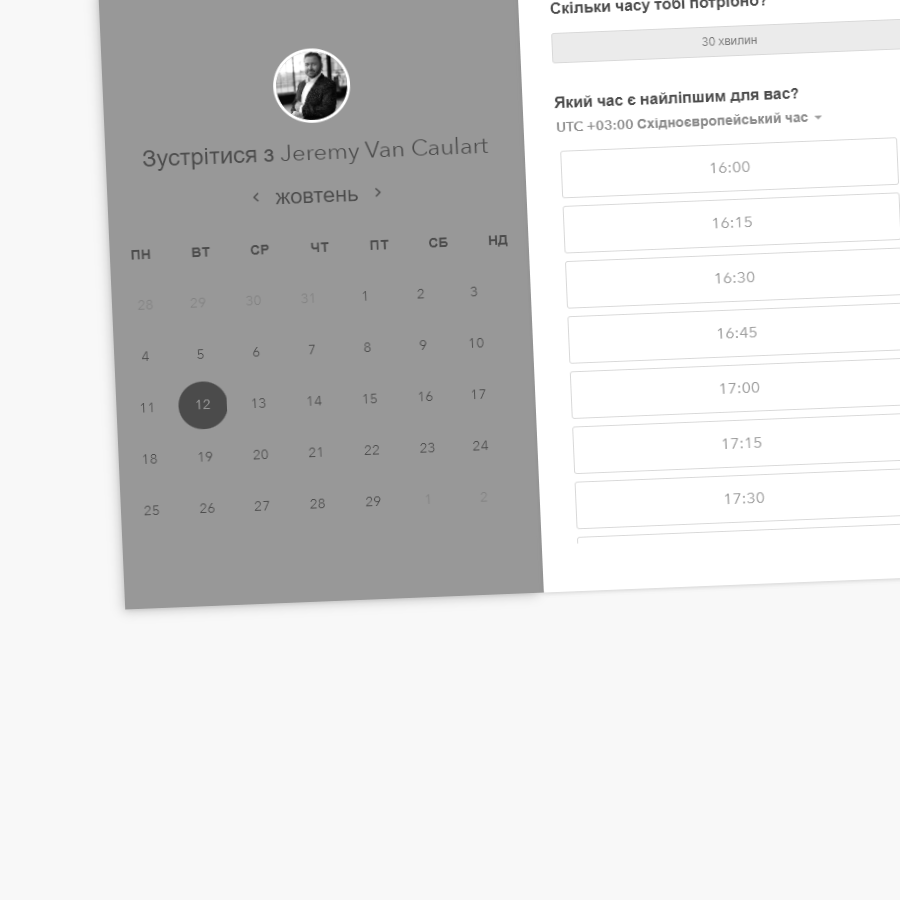 Зустрітися з Jeremy Van Caulart
‹ жовтень ›
ПН ВТ СР ЧТ ПТ СБ НД
28 29 30 31 1 2 3
4 5 6 7 8 9 10
11 12 13 14 15 16 17
18 19 20 21 22 23 24
25 26 27 28 29 1 2
Скільки часу тобі потрібно?
30 хвилин
Який час є найліпшим для вас?
UTC +03:00 Східноєвропейський час
16:00
16:15
16:30
16:45
17:00
17:15
17:30